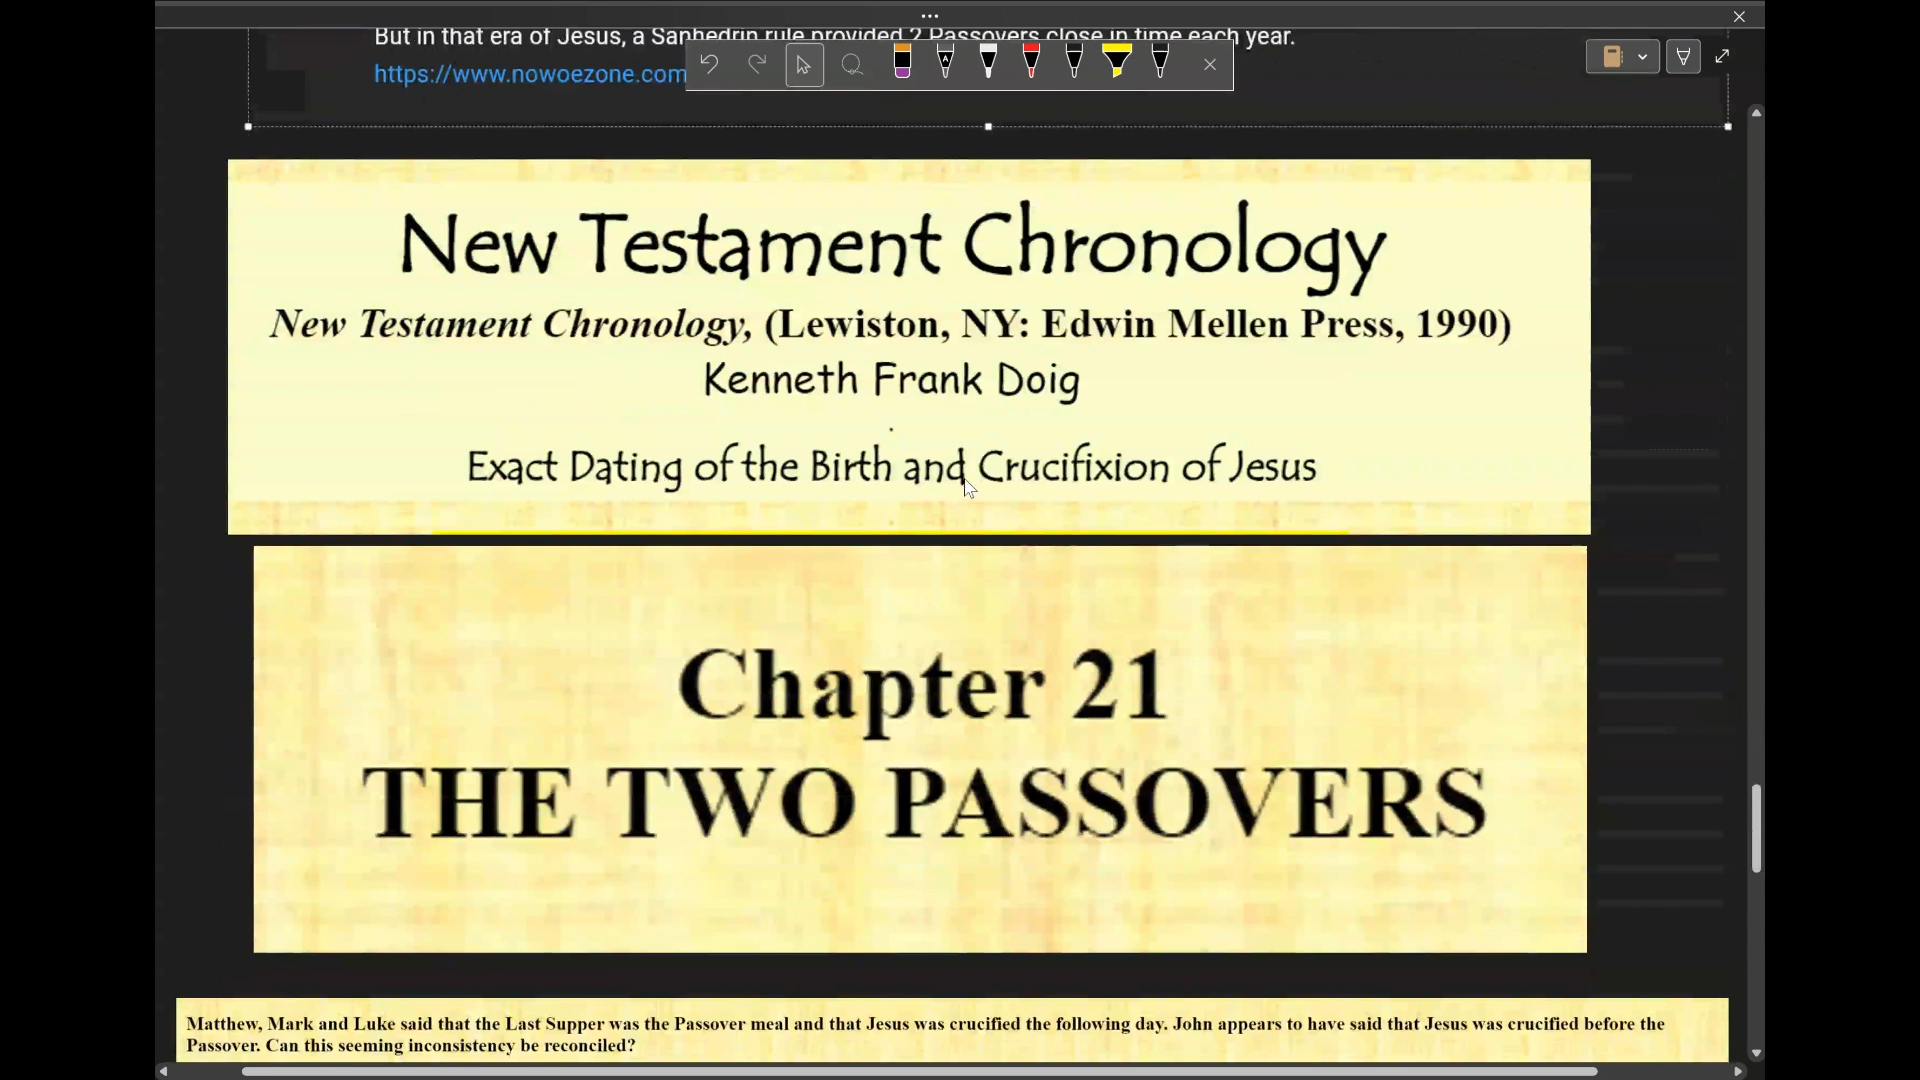 But in that era of Jesus, a Sanhedrin rule provided 2 Passovers close in time each year.
https://www.nowoezone.com
New Testament Chronology
New Testament Chronology, (Lewiston, NY: Edwin Mellen Press, 1990)
Kenneth Frank Doig
.
Exact Dating of the Birth and Crucifixion of Jesus
Chapter 21
THE TWO PASSOVERS
Matthew, Mark and Luke said that the Last Supper was the Passover meal and that Jesus was crucified the following day. John appears to have said that Jesus was crucified before the
Passover. Can this seeming inconsistency be reconciled?